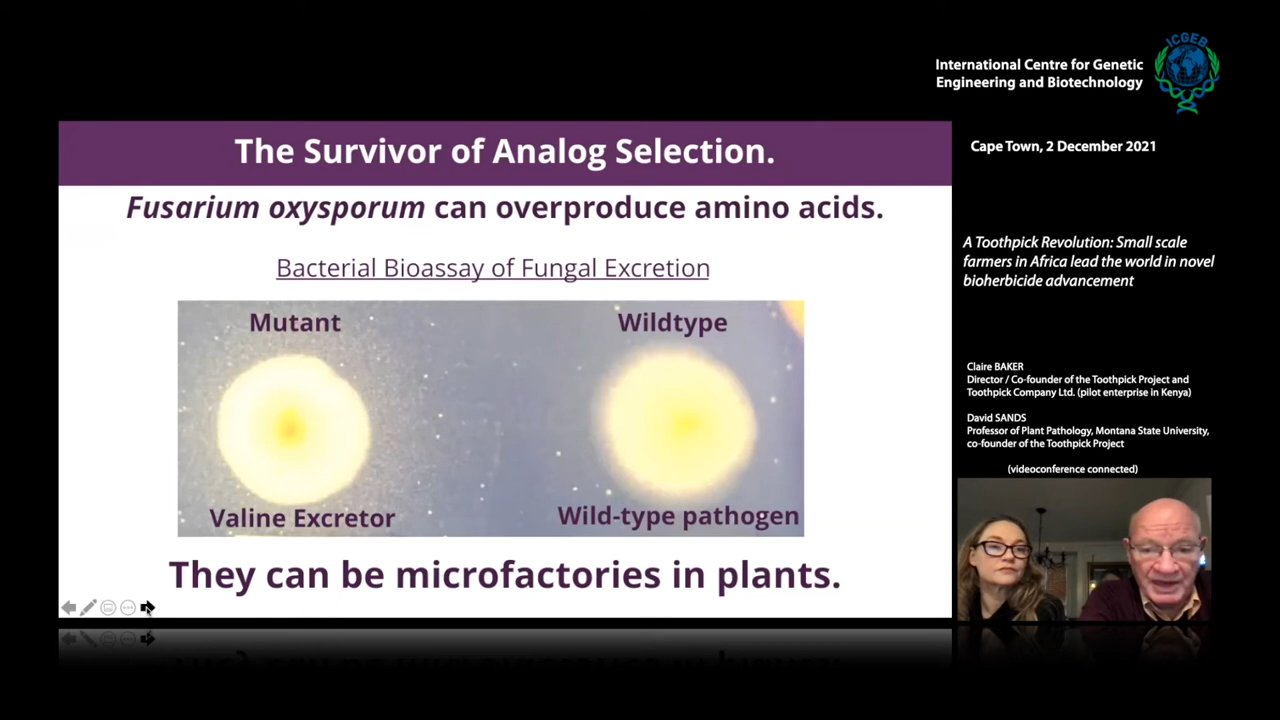 ICGEB
International Centre for Genetic
Engineering and Biotechnology
The Survivor of Analog Selection.
Fusarium oxysporum can overproduce amino acids.
Bacterial Bioassay of Fungal Excretion
Mutant
Wildtype
Valine Excretor
Wild-type pathogen
They can be microfactories in plants.
Cape Town, 2 December 2021
A Toothpick Revolution: Small scale
farmers in Africa lead the world in novel
bioherbicide advancement
Claire BAKER
Director / Co-founder of the Toothpick Project and
Toothpick Company Ltd. (pilot enterprise in Kenya)
David SANDS
Professor of Plant Pathology, Montana State University,
co-founder of the Toothpick Project
(videoconference connected)